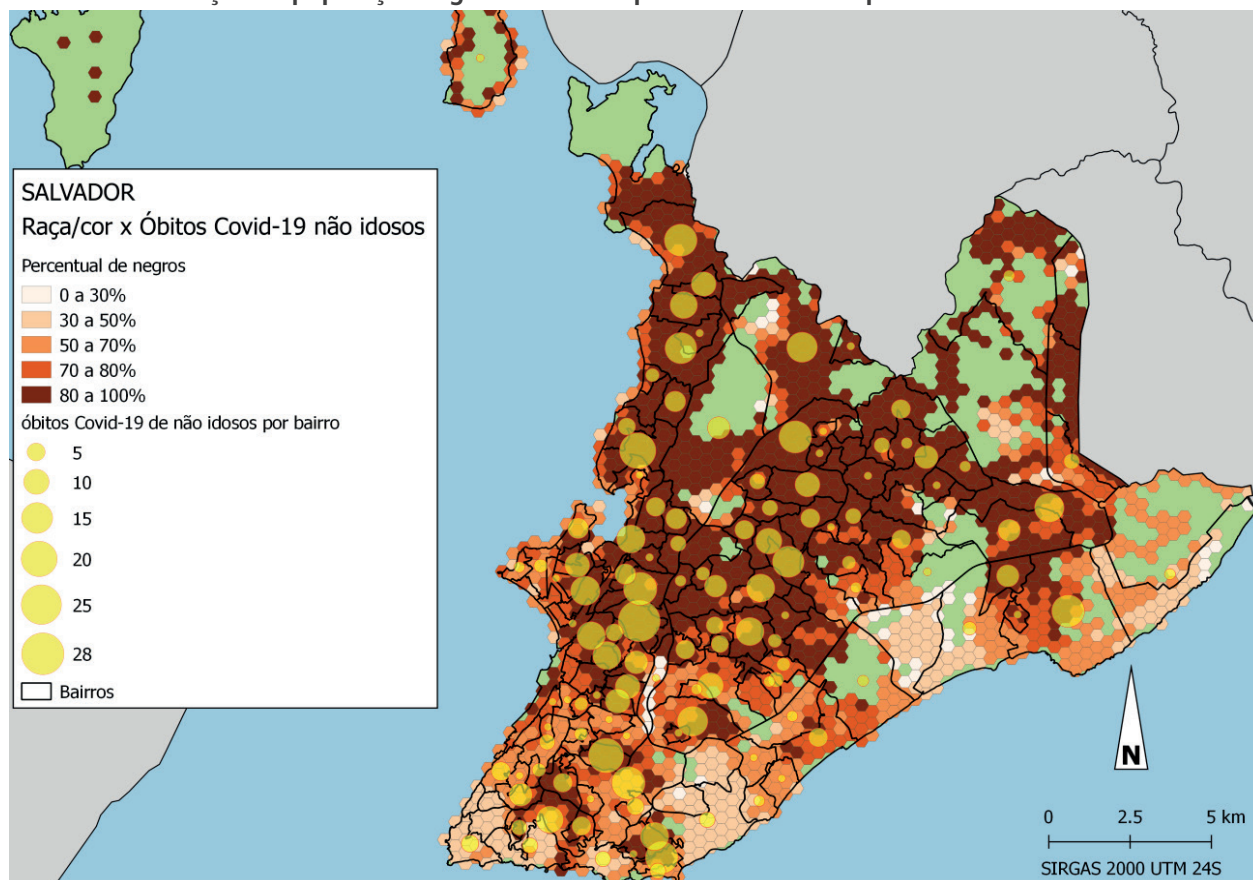 SALVADOR
Raça/cor x Óbitos Covid-19 não idosos
Percentual de negros
0 a 30%
30 a 50%
50 a 70%
70 a 80%
80 a 100%
óbitos Covid-19 de não idosos por bairro
5
10
15
20
25
28
Bairros
N
0 2.5 5 km
SIRGAS 2000 UTM 24S